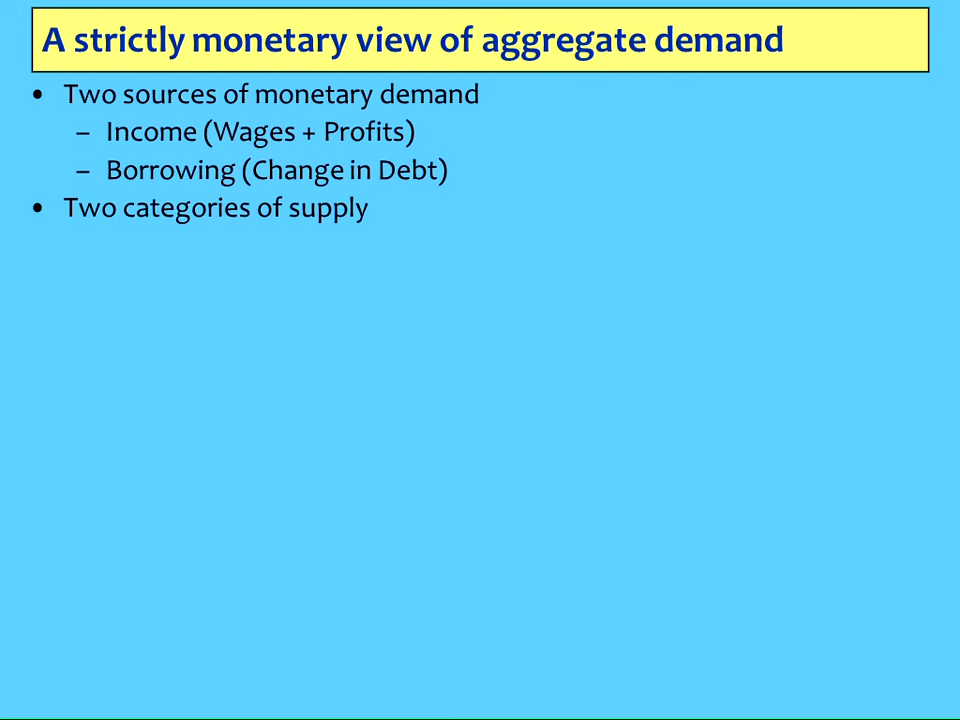 A strictly monetary view of aggregate demand
• Two sources of monetary demand
– Income (Wages + Profits)
– Borrowing (Change in Debt)
• Two categories of supply